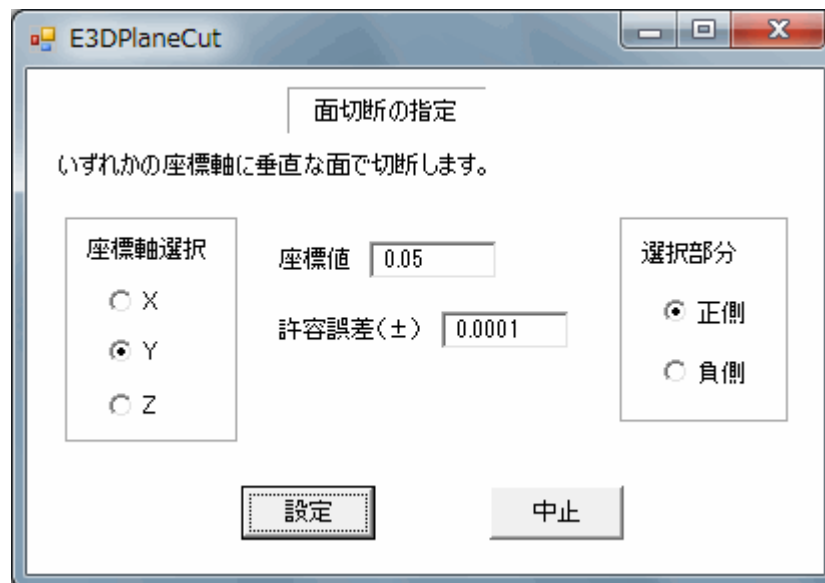 E3DPlaneCut
面切断の指定
いずれかの座標軸に垂直な面で切断します。
座標軸選択
X
Y
Z
座標値 0.05
許容誤差(±) 0.0001
選択部分
正側
負側
設定 中止